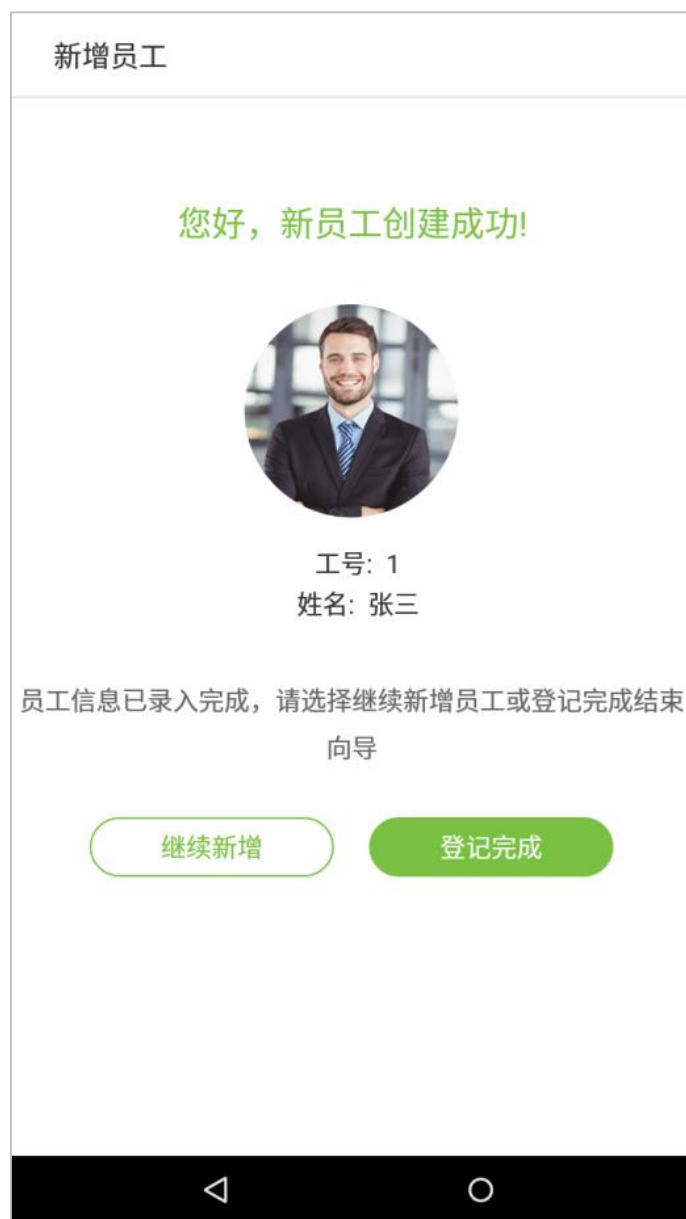 新增员工
您好，新员工创建成功!
工号: 1
姓名: 张三
员工信息已录入完成，请选择继续新增员工或登记完成结束
向导
继续新增
登记完成